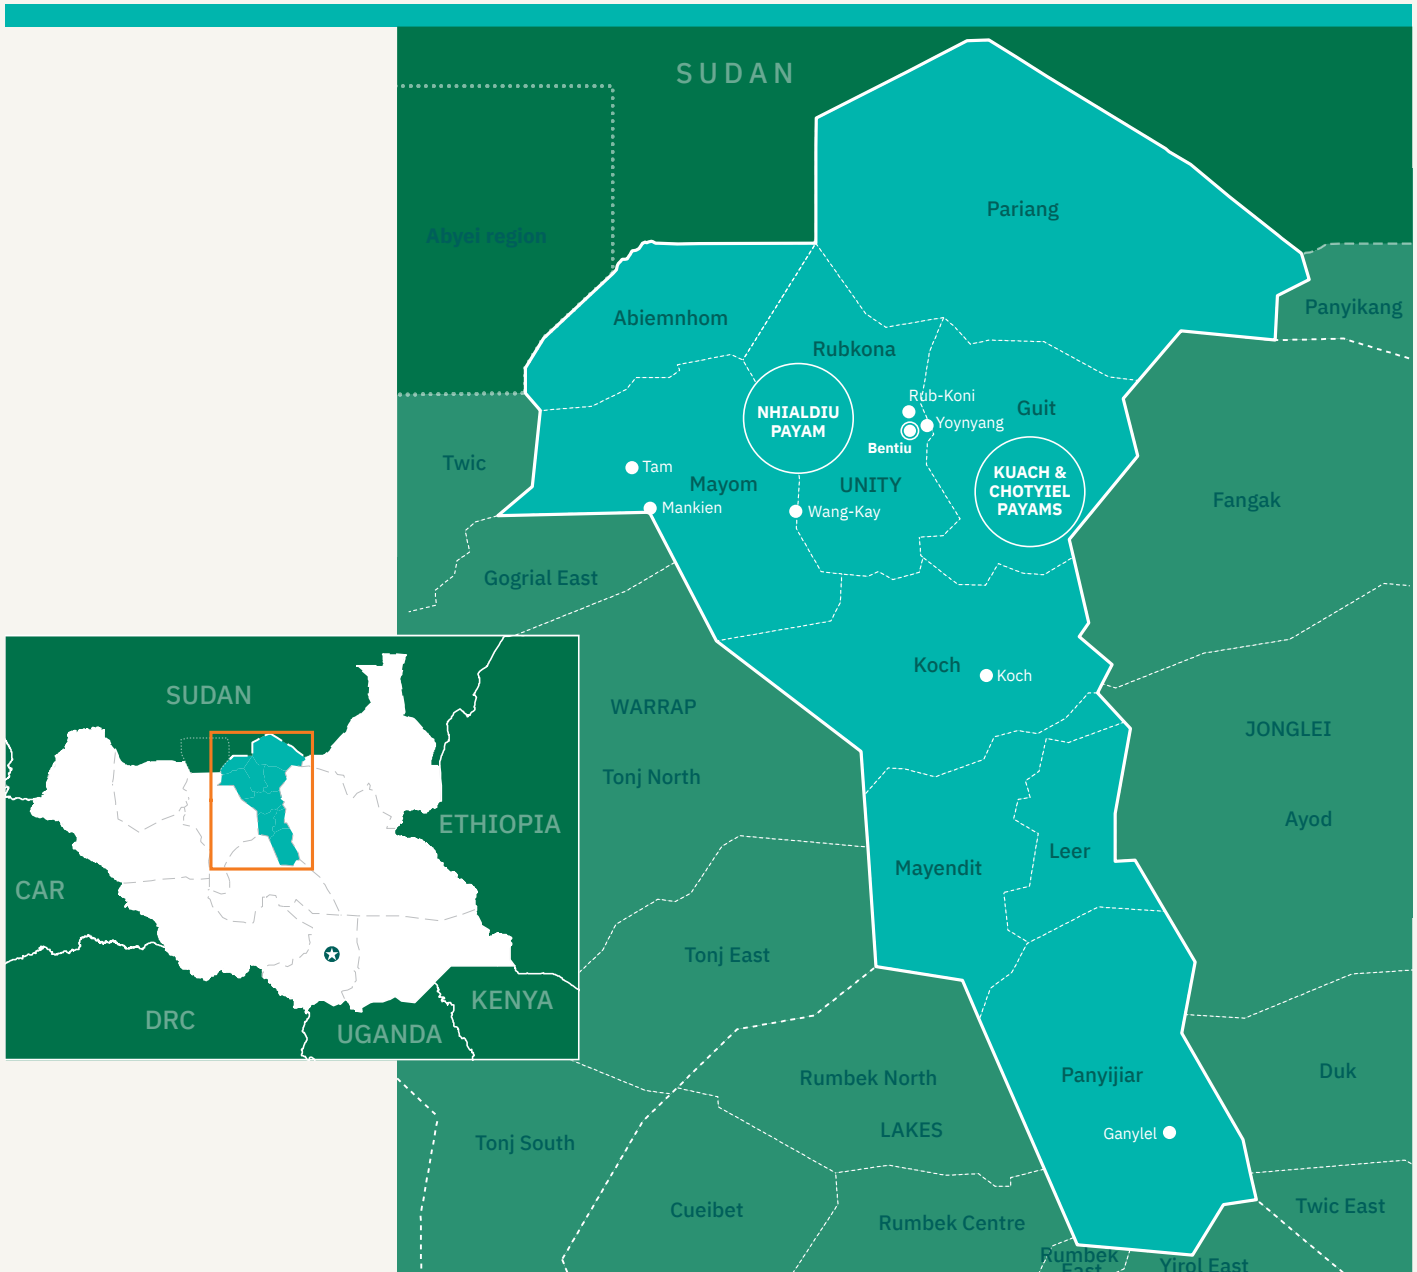 SUDAN
Pariang
Abyei region
Panyikang
Abiemnhom
Rubkona
Rub-Koni
Guit
NHIALDIU
PAYAM
Yoynyang
Bentiu
Twic
Tam
Mayom
UNITY
KUACH &
CHOTYIEL
PAYAMS
Fangak
Mankien
Wang-Kay
Gogrial East
Koch
Koch
SUDAN
WARRAP
JONGLEI
Tonj North
ETHIOPIA
Ayod
Leer
Mayendit
CAR
Tonj East
KENYA
DRC
UGANDA
Rumbek North
Panyijiar
Duk
LAKES
Ganylel
Tonj South
Cueibet
Rumbek Centre
Twic East
Rumbek
East
Yirol East